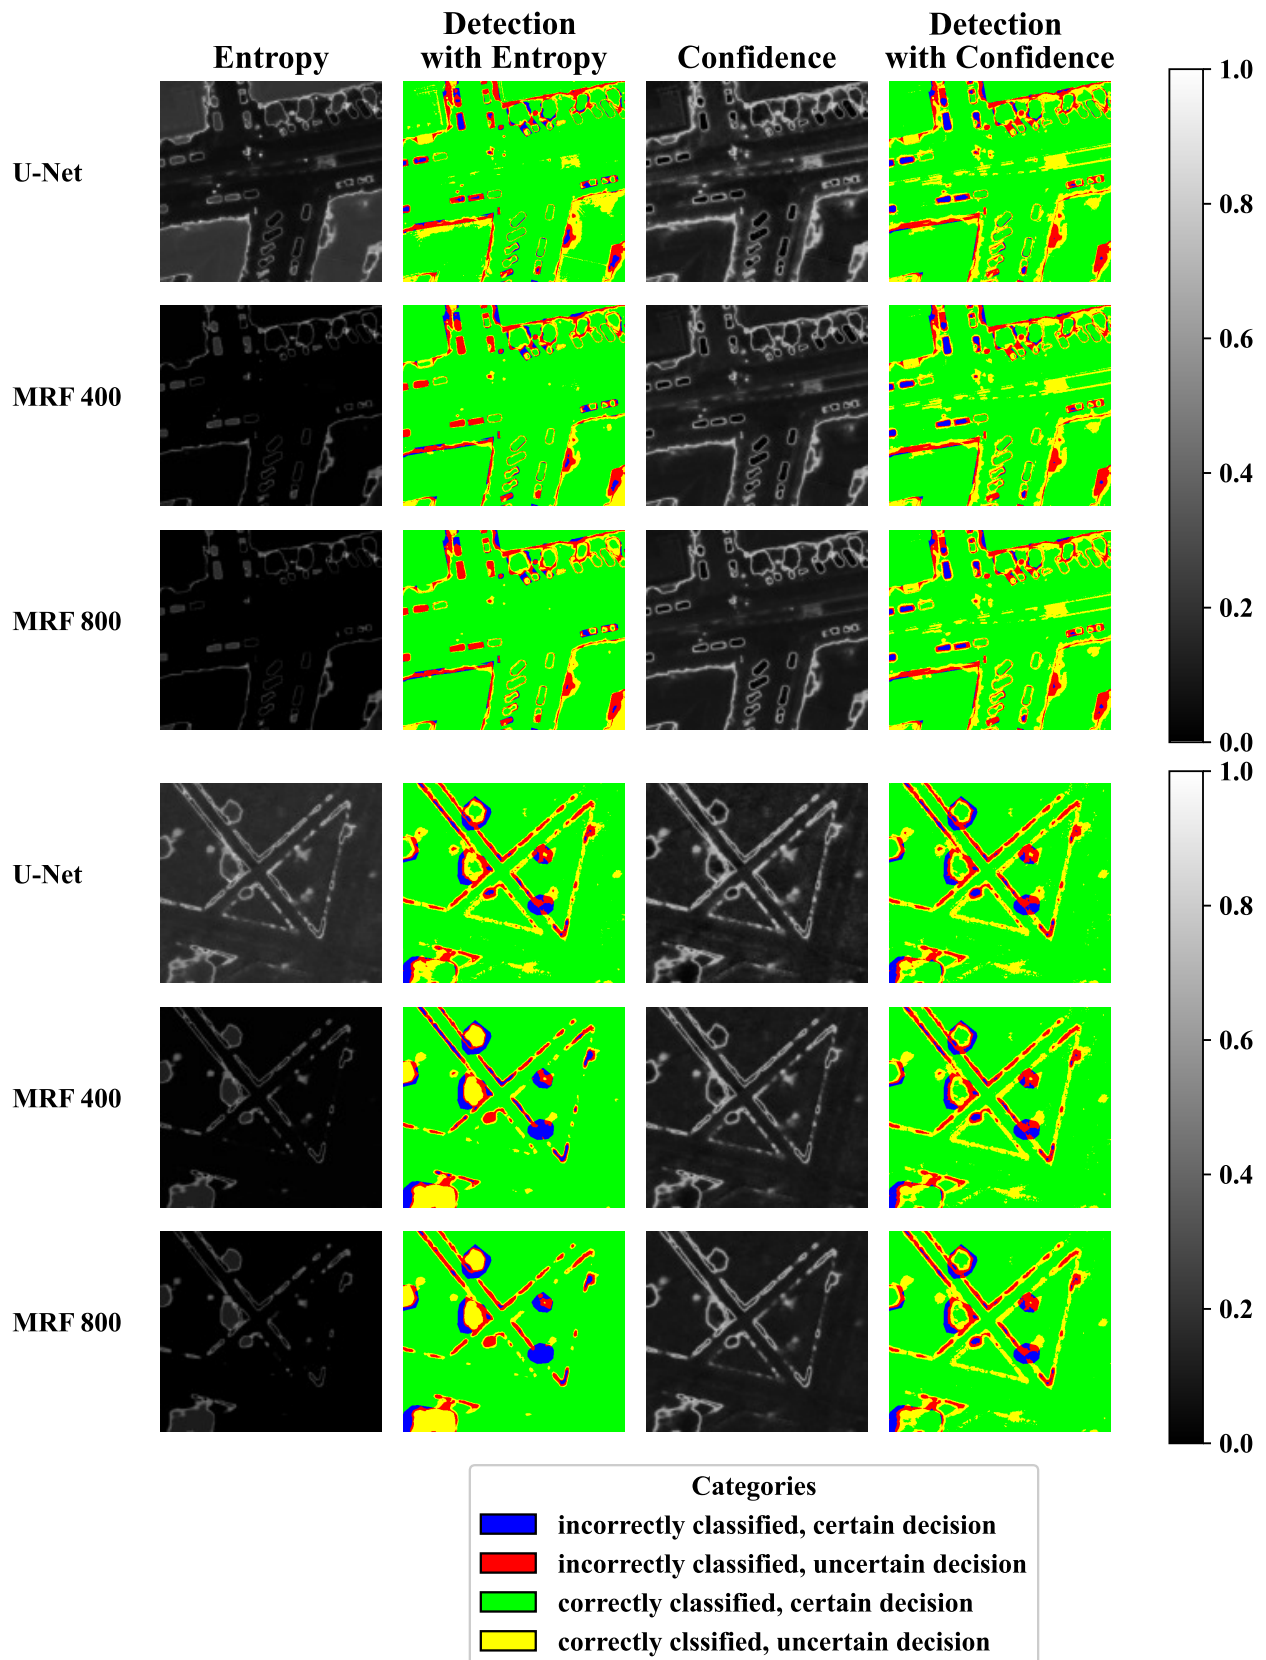 Entropy
Detection
with Entropy
Confidence
Detection
with Confidence
U-Net
MRF 400
MRF 800
1.0
0.8
0.6
0.4
0.2
0.0
U-Net
MRF 400
MRF 800
1.0
0.8
0.6
0.4
0.2
0.0
Categories
incorrectly classified, certain decision
incorrectly classified, uncertain decision
correctly classified, certain decision
correctly clssified, uncertain decision